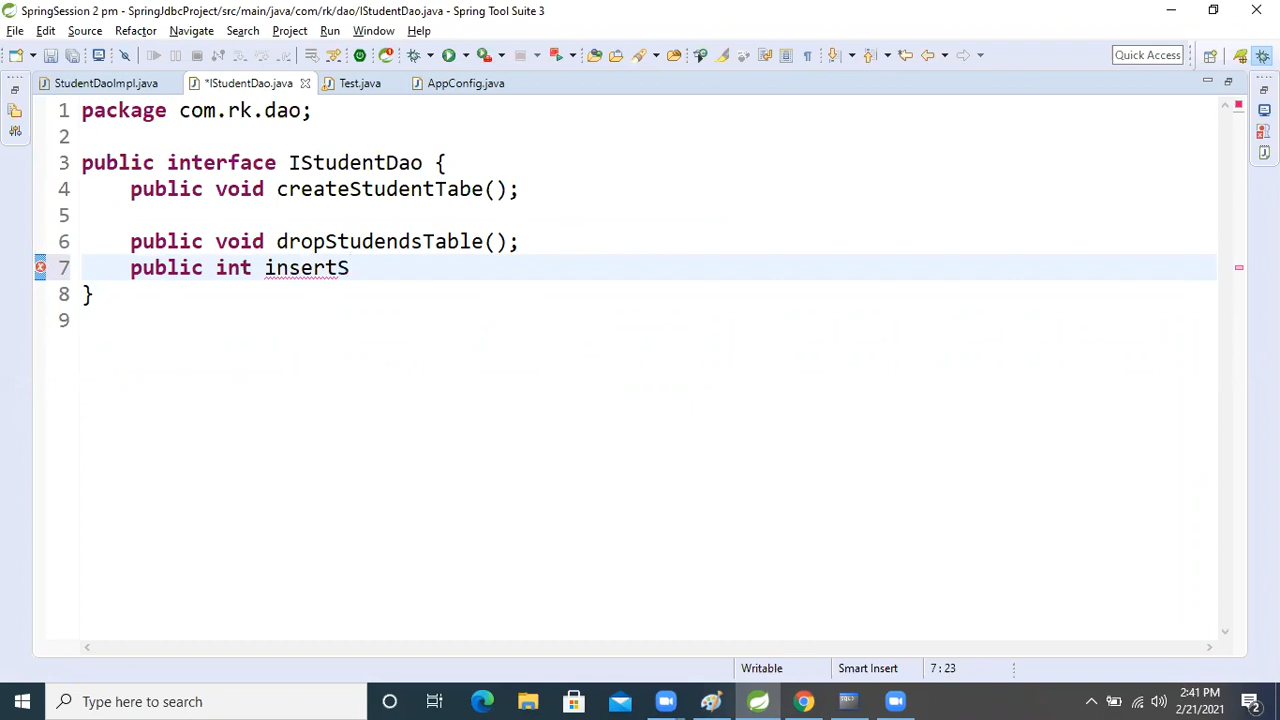 SpringSession 2 pm - SpringJdbcProject/src/main/java/com/rk/dao/IStudentDao.java - Spring Tool Suite 3
File Edit Source Refactor Navigate Search Project Run Window Help
Quick Access
StudentDaoImpl.java *IStudentDao.java Test.java AppConfig.java
1 package com.rk.dao;
2
3 public interface IStudentDao {
4 public void createStudentTabe();
5
6 public void dropStudendsTable();
7 public int insertS
8 }
9
Writable Smart Insert 7 : 23
Type here to search
2:41 PM
2/21/2021
2